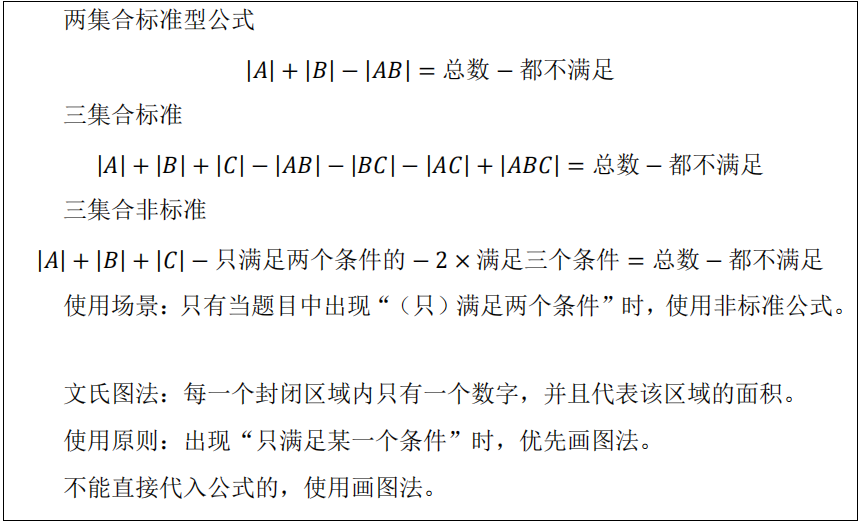 两集合标准型公式
|A| + |B| − |AB| = 总数 − 都不满足
三集合标准
|A| + |B| + |C| − |AB| − |BC| − |AC| + |ABC| = 总数 − 都不满足
三集合非标准
|A| + |B| + |C| − 只满足两个条件的 − 2 × 满足三个条件 = 总数 − 都不满足
使用场景：只有当题目中出现“（只）满足两个条件”时，使用非标准公式。
文氏图法：每一个封闭区域内只有一个数字，并且代表该区域的面积。
使用原则：出现“只满足某一个条件”时，优先画图法。
不能直接代入公式的，使用画图法。